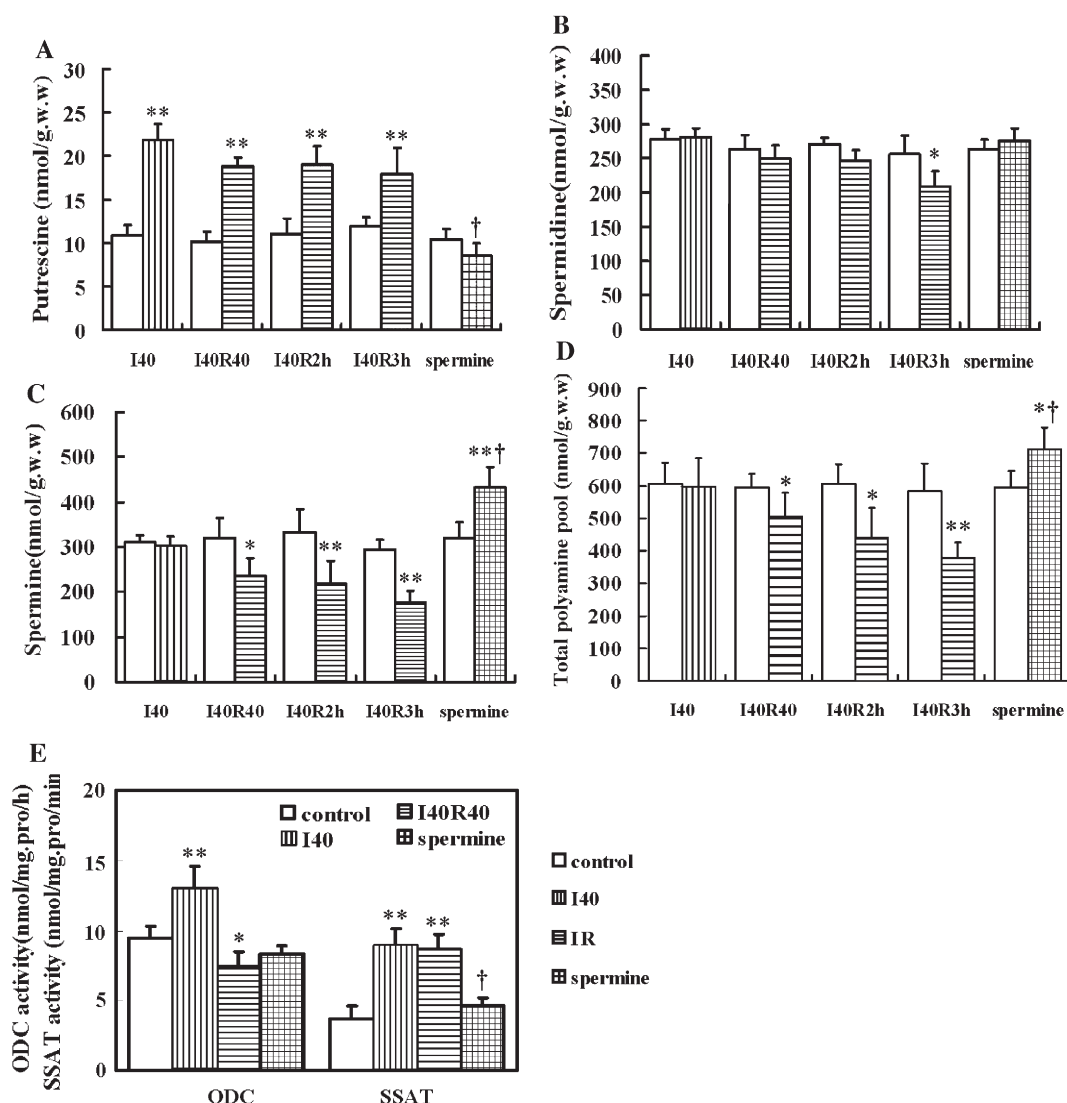 A
Putrescine (nmol/g.w.w)
30
25
20
15
10
5
0
** ** ** ** †
I40 I40R40 I40R2h I40R3h spermine
B
Spermidine(nmol/g.w.w)
400
350
300
250
200
150
100
50
0
*
I40 I40R40 I40R2h I40R3h spermine
C
Spermine(nmol/g.w.w)
600
500
400
300
200
100
0
* ** ** **†
I40 I40R40 I40R2h I40R3h spermine
D
Total polyamine pool (nmol/g.w.w)
900
800
700
600
500
400
300
200
100
0
* * ** *†
I40 I40R40 I40R2h I40R3h spermine
E
ODC activity(nmol/mg.pro/h)
SSAT activity (nmol/mg.pro/min
20
15
10
5
0
control I40R40
I40 spermine
** * ** ** †
ODC SSAT
control
I40
IR
spermine